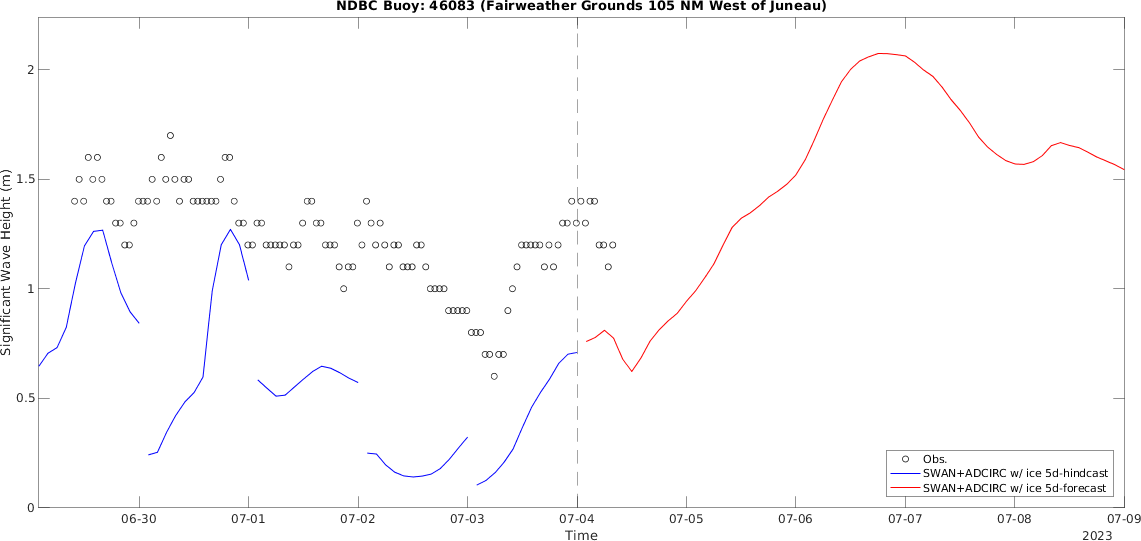 NDBC Buoy: 46083 (Fairweather Grounds 105 NM West of Juneau)
Significant Wave Height (m)
2
1.5
1
0.5
0
Obs.
SWAN+ADCIRC w/ ice 5d-hindcast
SWAN+ADCIRC w/ ice 5d-forecast
06-30 07-01 07-02 07-03 07-04 07-05 07-06 07-07 07-08 07-09
Time
2023